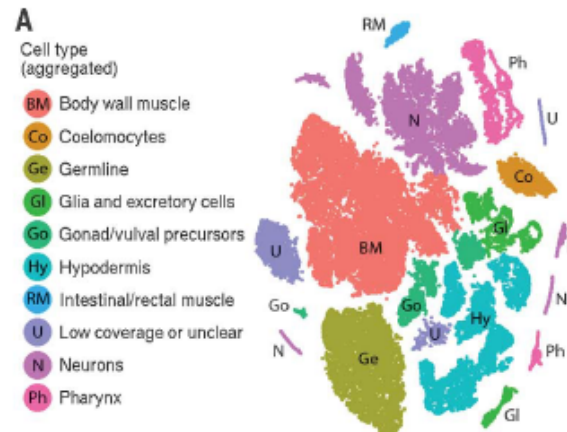 A
Cell type
(aggregated)
BM Body wall muscle
Co Coelomocytes
Ge Germline
Gl Glia and excretory cells
Go Gonad/vulval precursors
Hy Hypodermis
RM Intestinal/rectal muscle
U Low coverage or unclear
N Neurons
Ph Pharynx
RM
Ph
N
U
Co
Gl
U
BM
N
Go
Go
Hy
U
N
Ge
Ph
Gl